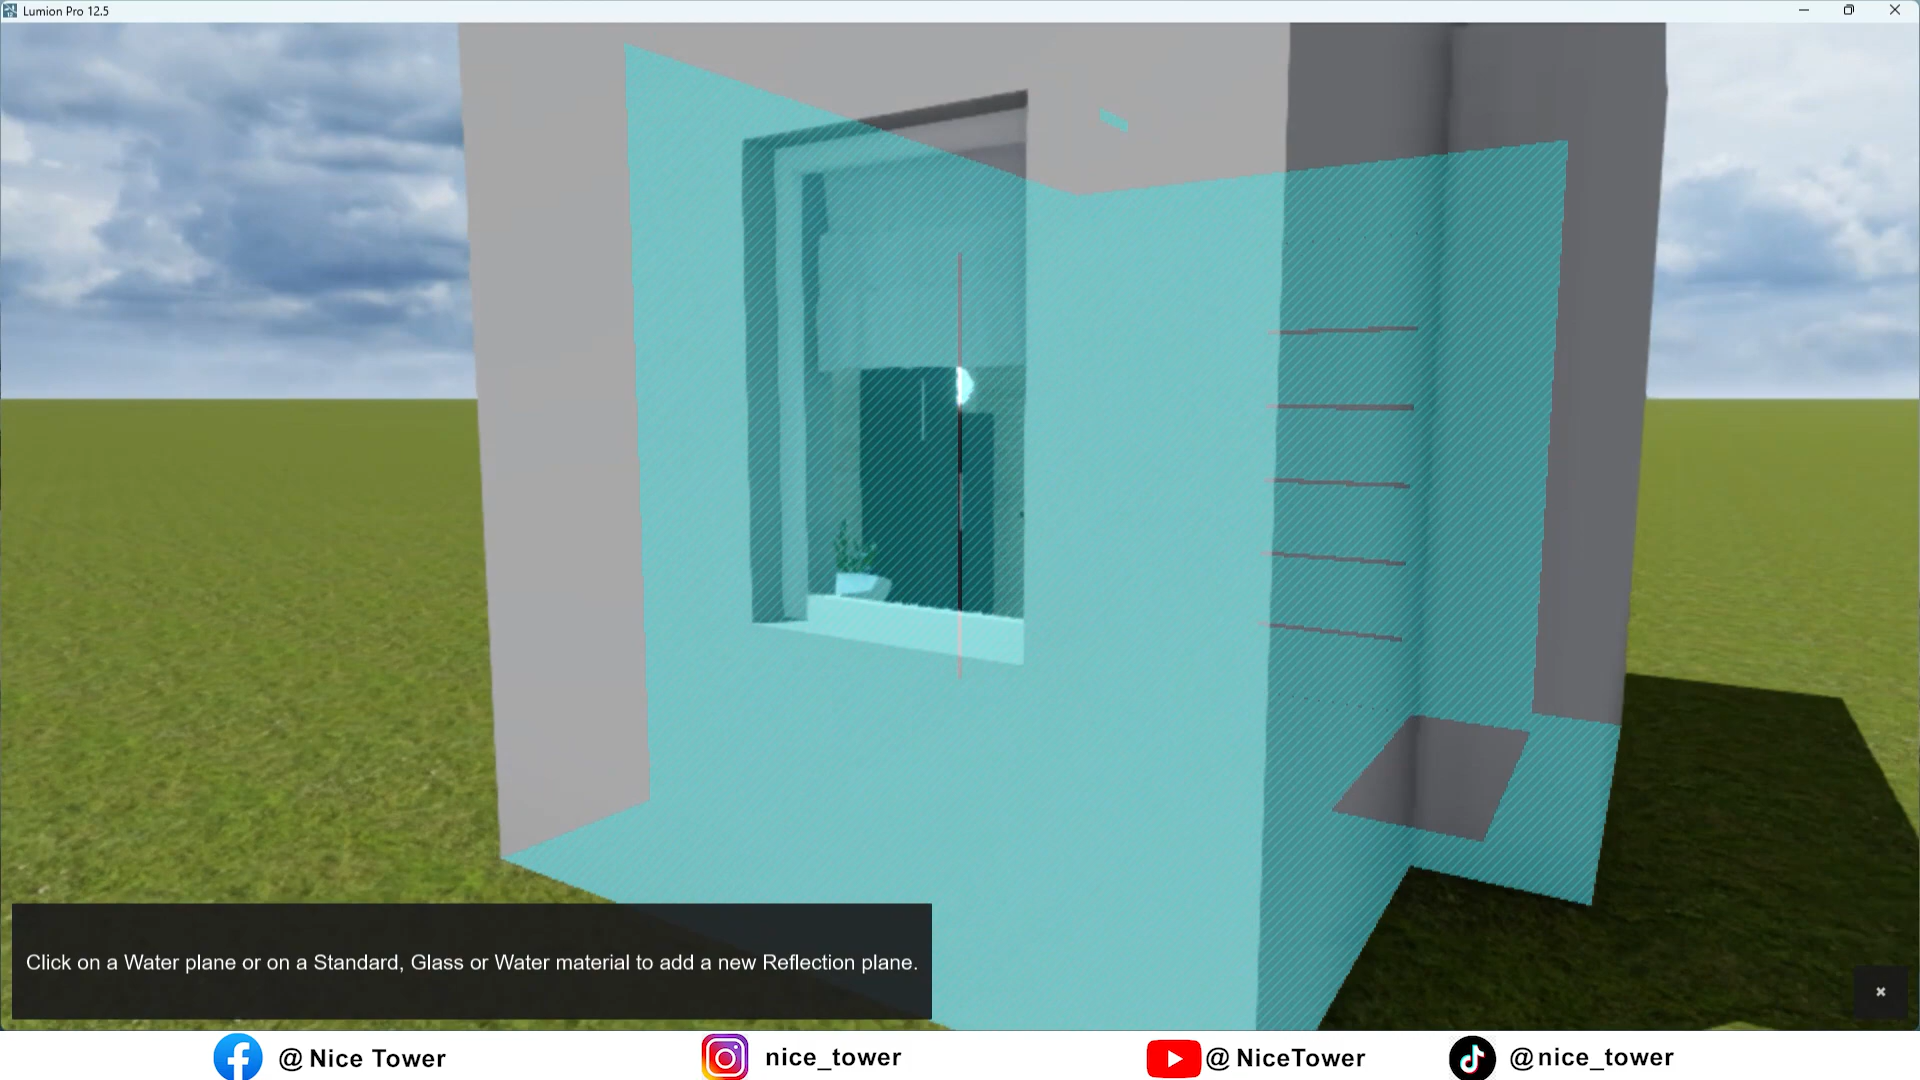 Lumion Pro 12.5
Click on a Water plane or on a Standard, Glass or Water material to add a new Reflection plane.
@ Nice Tower
nice_tower
@ NiceTower
@nice_tower